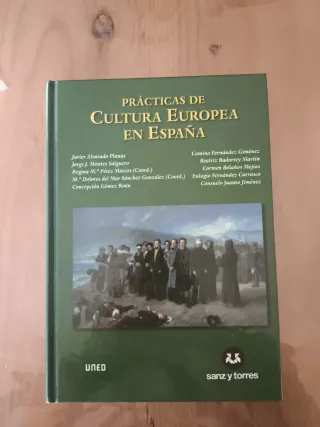 PRÁCTICAS DE
CULTURA EUROPEA
EN ESPAÑA
Javier Alvarado Planas
Jorge J. Montes Salguero
Regina Mª Pérez Marcos (Coord.)
M.ª Dolores del Mar Sánchez González (Coord.)
Concepción Gómez Roán
Camino Fernández Giménez
Beatriz Badorrey Martín
Carmen Bolaños Mejías
Eulogio Fernández Carrasco
Consuelo Juanto Jiménez
UNED
sanz y torres